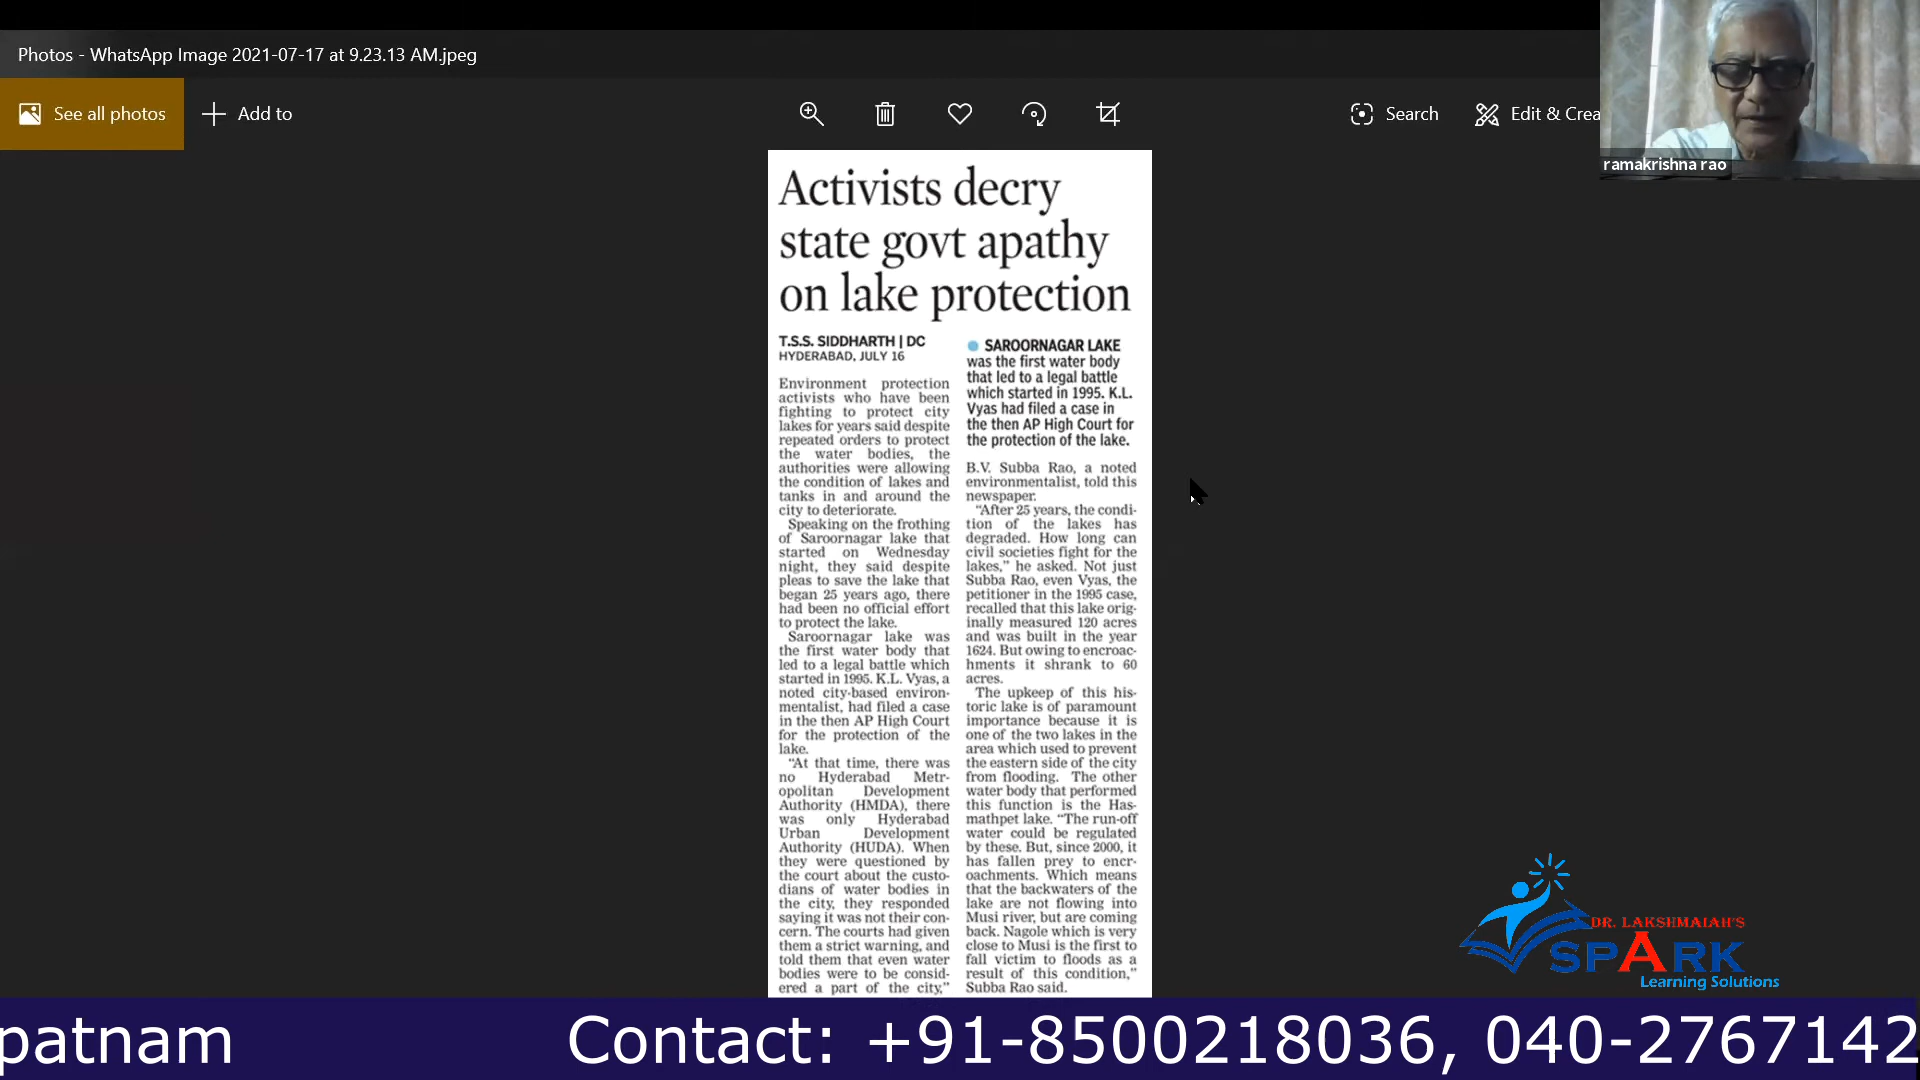 Photos - WhatsApp Image 2021-07-17 at 9.23.13 AM.jpeg
See all photos
Add to
Search
Edit & Crea
ramakrishna rao
Activists decry
state govt apathy
on lake protection
T.S.S. SIDDHARTH | DC
HYDERABAD, JULY 16
Environment protection
activists who have been
fighting to protect city
lakes for years said despite
repeated orders to protect
the water bodies, the
authorities were allowing
the condition of lakes and
tanks in and around the
city to deteriorate.
Speaking on the frothing
of Saroornagar lake that
started on Wednesday
night, they said despite
pleas to save the lake that
began 25 years ago, there
had been no official effort
to protect the lake.
Saroornagar lake was
the first water body that
led to a legal battle which
started in 1995. K.L. Vyas, a
noted city-based environ-
mentalist, had filed a case
in the then AP High Court
for the protection of the
lake.
"At that time, there was
no Hyderabad Metr-
opolitan Development
Authority (HMDA), there
was only Hyderabad
Urban Development
Authority (HUDA). When
they were questioned by
the court about the custo-
dians of water bodies in
the city, they responded
saying it was not their con-
cern. The courts had given
them a strict warning, and
told them that even water
bodies were to be consid-
ered a part of the city,"
SAROORNAGAR LAKE
was the first water body
that led to a legal battle
which started in 1995. K.L.
Vyas had filed a case in
the then AP High Court for
the protection of the lake.
B.V. Subba Rao, a noted
environmentalist, told this
newspaper.
"After 25 years, the condi-
tion of the lakes has
degraded. How long can
civil societies fight for the
lakes," he asked. Not just
Subba Rao, even Vyas, the
petitioner in the 1995 case,
recalled that this lake orig-
inally measured 120 acres
and was built in the year
1624. But owing to encroac-
hments it shrank to 60
acres.
The upkeep of this his-
toric lake is of paramount
importance because it is
one of the two lakes in the
area which used to prevent
the eastern side of the city
from flooding. The other
water body that performed
this function is the Has-
mathpet lake. "The run-off
water could be regulated
by these. But, since 2000, it
has fallen prey to encr-
oachments. Which means
that the backwaters of the
lake are not flowing into
Musi river, but are coming
back. Nagole which is very
close to Musi is the first to
fall victim to floods as a
result of this condition,"
Subba Rao said.
DR. LAKSHMAIAH'S
SPARK
Learning Solutions
patnam Contact: +91-8500218036, 040-2767142